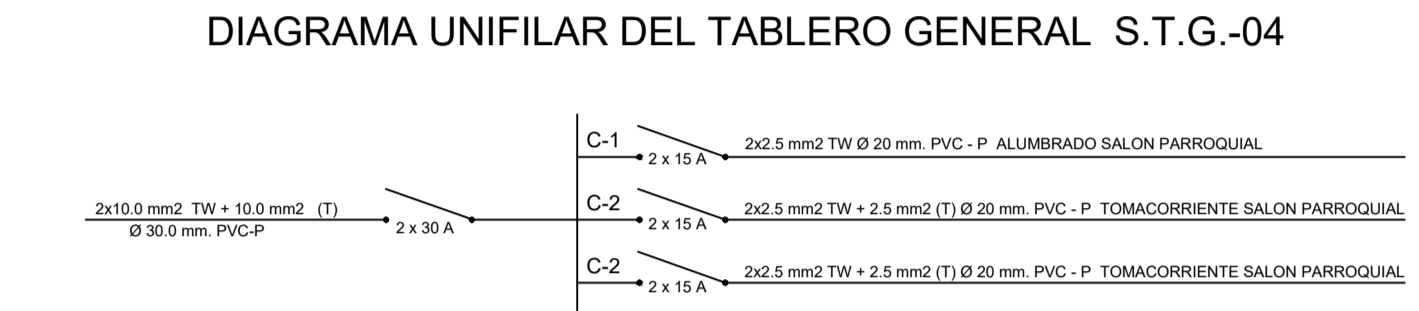 DIAGRAMA UNIFILAR DEL TABLERO GENERAL S.T.G.-04
C-1
2 x 15 A
2x2.5 mm2 TW Ø 20 mm. PVC - P ALUMBRADO SALON PARROQUIAL
2x10.0 mm2 TW + 10.0 mm2 (T)
Ø 30.0 mm. PVC-P
2 x 30 A
C-2
2 x 15 A
2x2.5 mm2 TW + 2.5 mm2 (T) Ø 20 mm. PVC - P TOMACORRIENTE SALON PARROQUIAL
C-2
2 x 15 A
2x2.5 mm2 TW + 2.5 mm2 (T) Ø 20 mm. PVC - P TOMACORRIENTE SALON PARROQUIAL